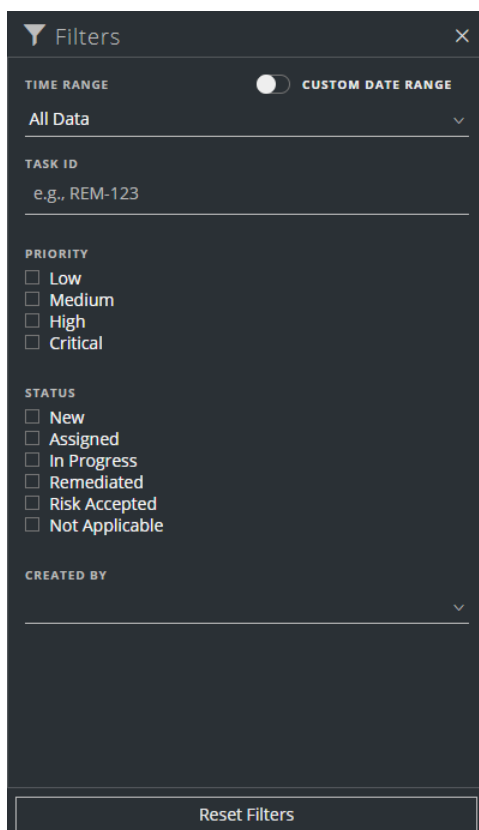 Filters
TIME RANGE CUSTOM DATE RANGE
All Data
TASK ID
e.g., REM-123
PRIORITY
Low
Medium
High
Critical
STATUS
New
Assigned
In Progress
Remediated
Risk Accepted
Not Applicable
CREATED BY
Reset Filters